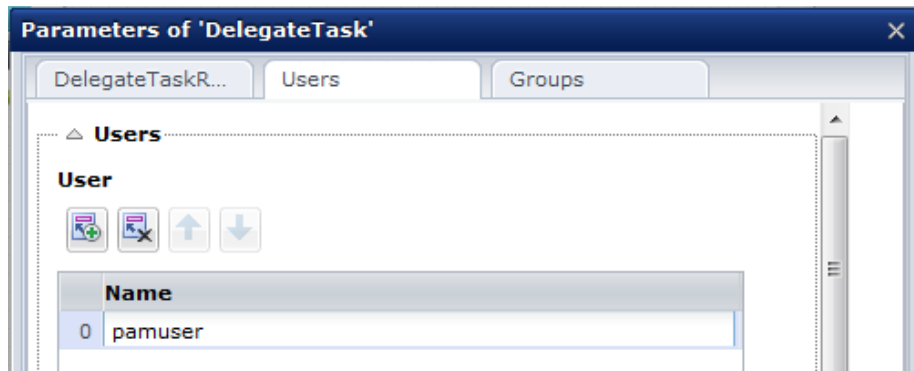 Parameters of 'DelegateTask'
DelegateTaskR... Users Groups
Users
User
Name
0 pamuser